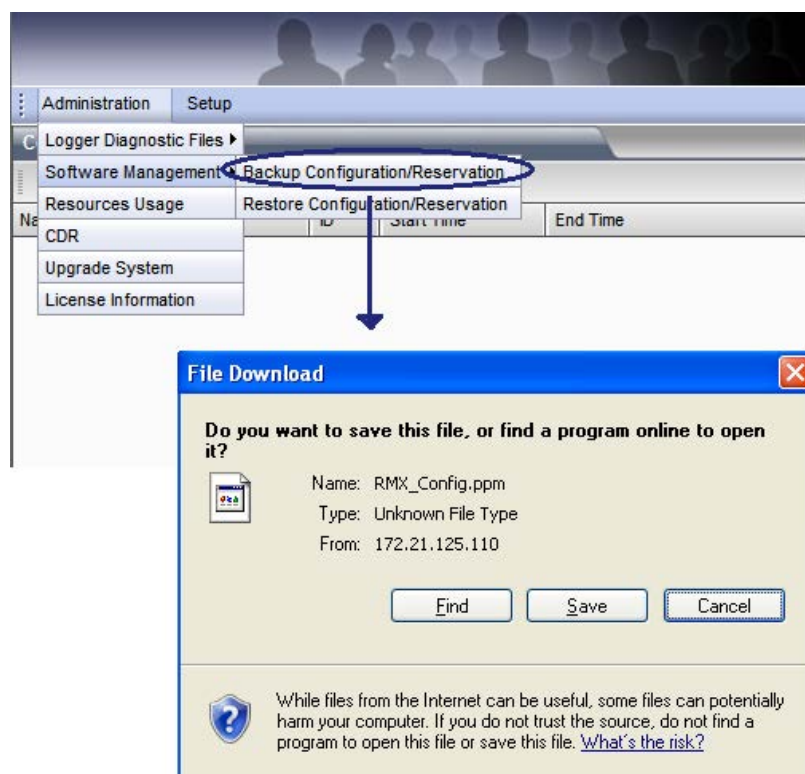 Administration Setup
Logger Diagnostic Files
Software Management Backup Configuration/Reservation
Resources Usage Restore Configuration/Reservation
Na ID Start Time End Time
CDR
Upgrade System
License Information
File Download
Do you want to save this file, or find a program online to open
it?
Name: RMX_Config.ppm
Type: Unknown File Type
From: 172.21.125.110
Find Save Cancel
While files from the Internet can be useful, some files can potentially
harm your computer. If you do not trust the source, do not find a
program to open this file or save this file. What's the risk?